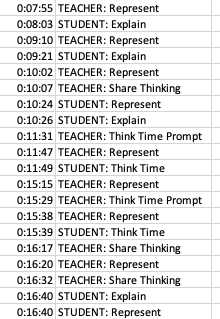 0:07:55 TEACHER: Represent
0:08:03 STUDENT: Explain
0:09:10 TEACHER: Represent
0:09:21 STUDENT: Explain
0:10:02 TEACHER: Represent
0:10:07 TEACHER: Share Thinking
0:10:24 STUDENT: Represent
0:10:26 STUDENT: Explain
0:11:31 TEACHER: Think Time Prompt
0:11:47 TEACHER: Represent
0:11:49 STUDENT: Think Time
0:15:15 TEACHER: Represent
0:15:29 TEACHER: Think Time Prompt
0:15:38 TEACHER: Represent
0:15:39 STUDENT: Think Time
0:16:17 TEACHER: Share Thinking
0:16:20 TEACHER: Represent
0:16:32 TEACHER: Share Thinking
0:16:40 STUDENT: Explain
0:16:40 STUDENT: Represent